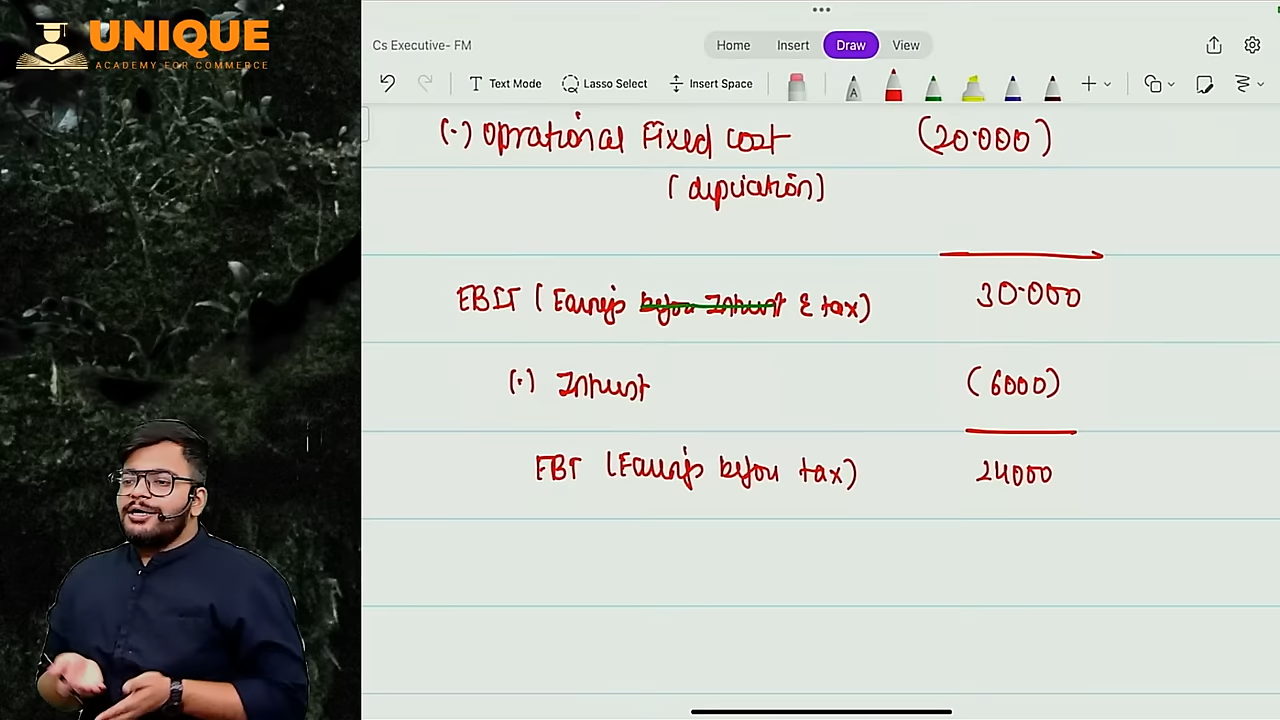 UNIQUE
ACADEMY FOR COMMERCE
Cs Executive- FM
Home Insert Draw View
Text Mode Lasso Select Insert Space
(-) Oprational Fixed cost (20.000)
(depriciation)
EBIT (Earnings before Interest & tax) 30.000
(-) Interest (6000)
EBT (Earnings before tax) 24000